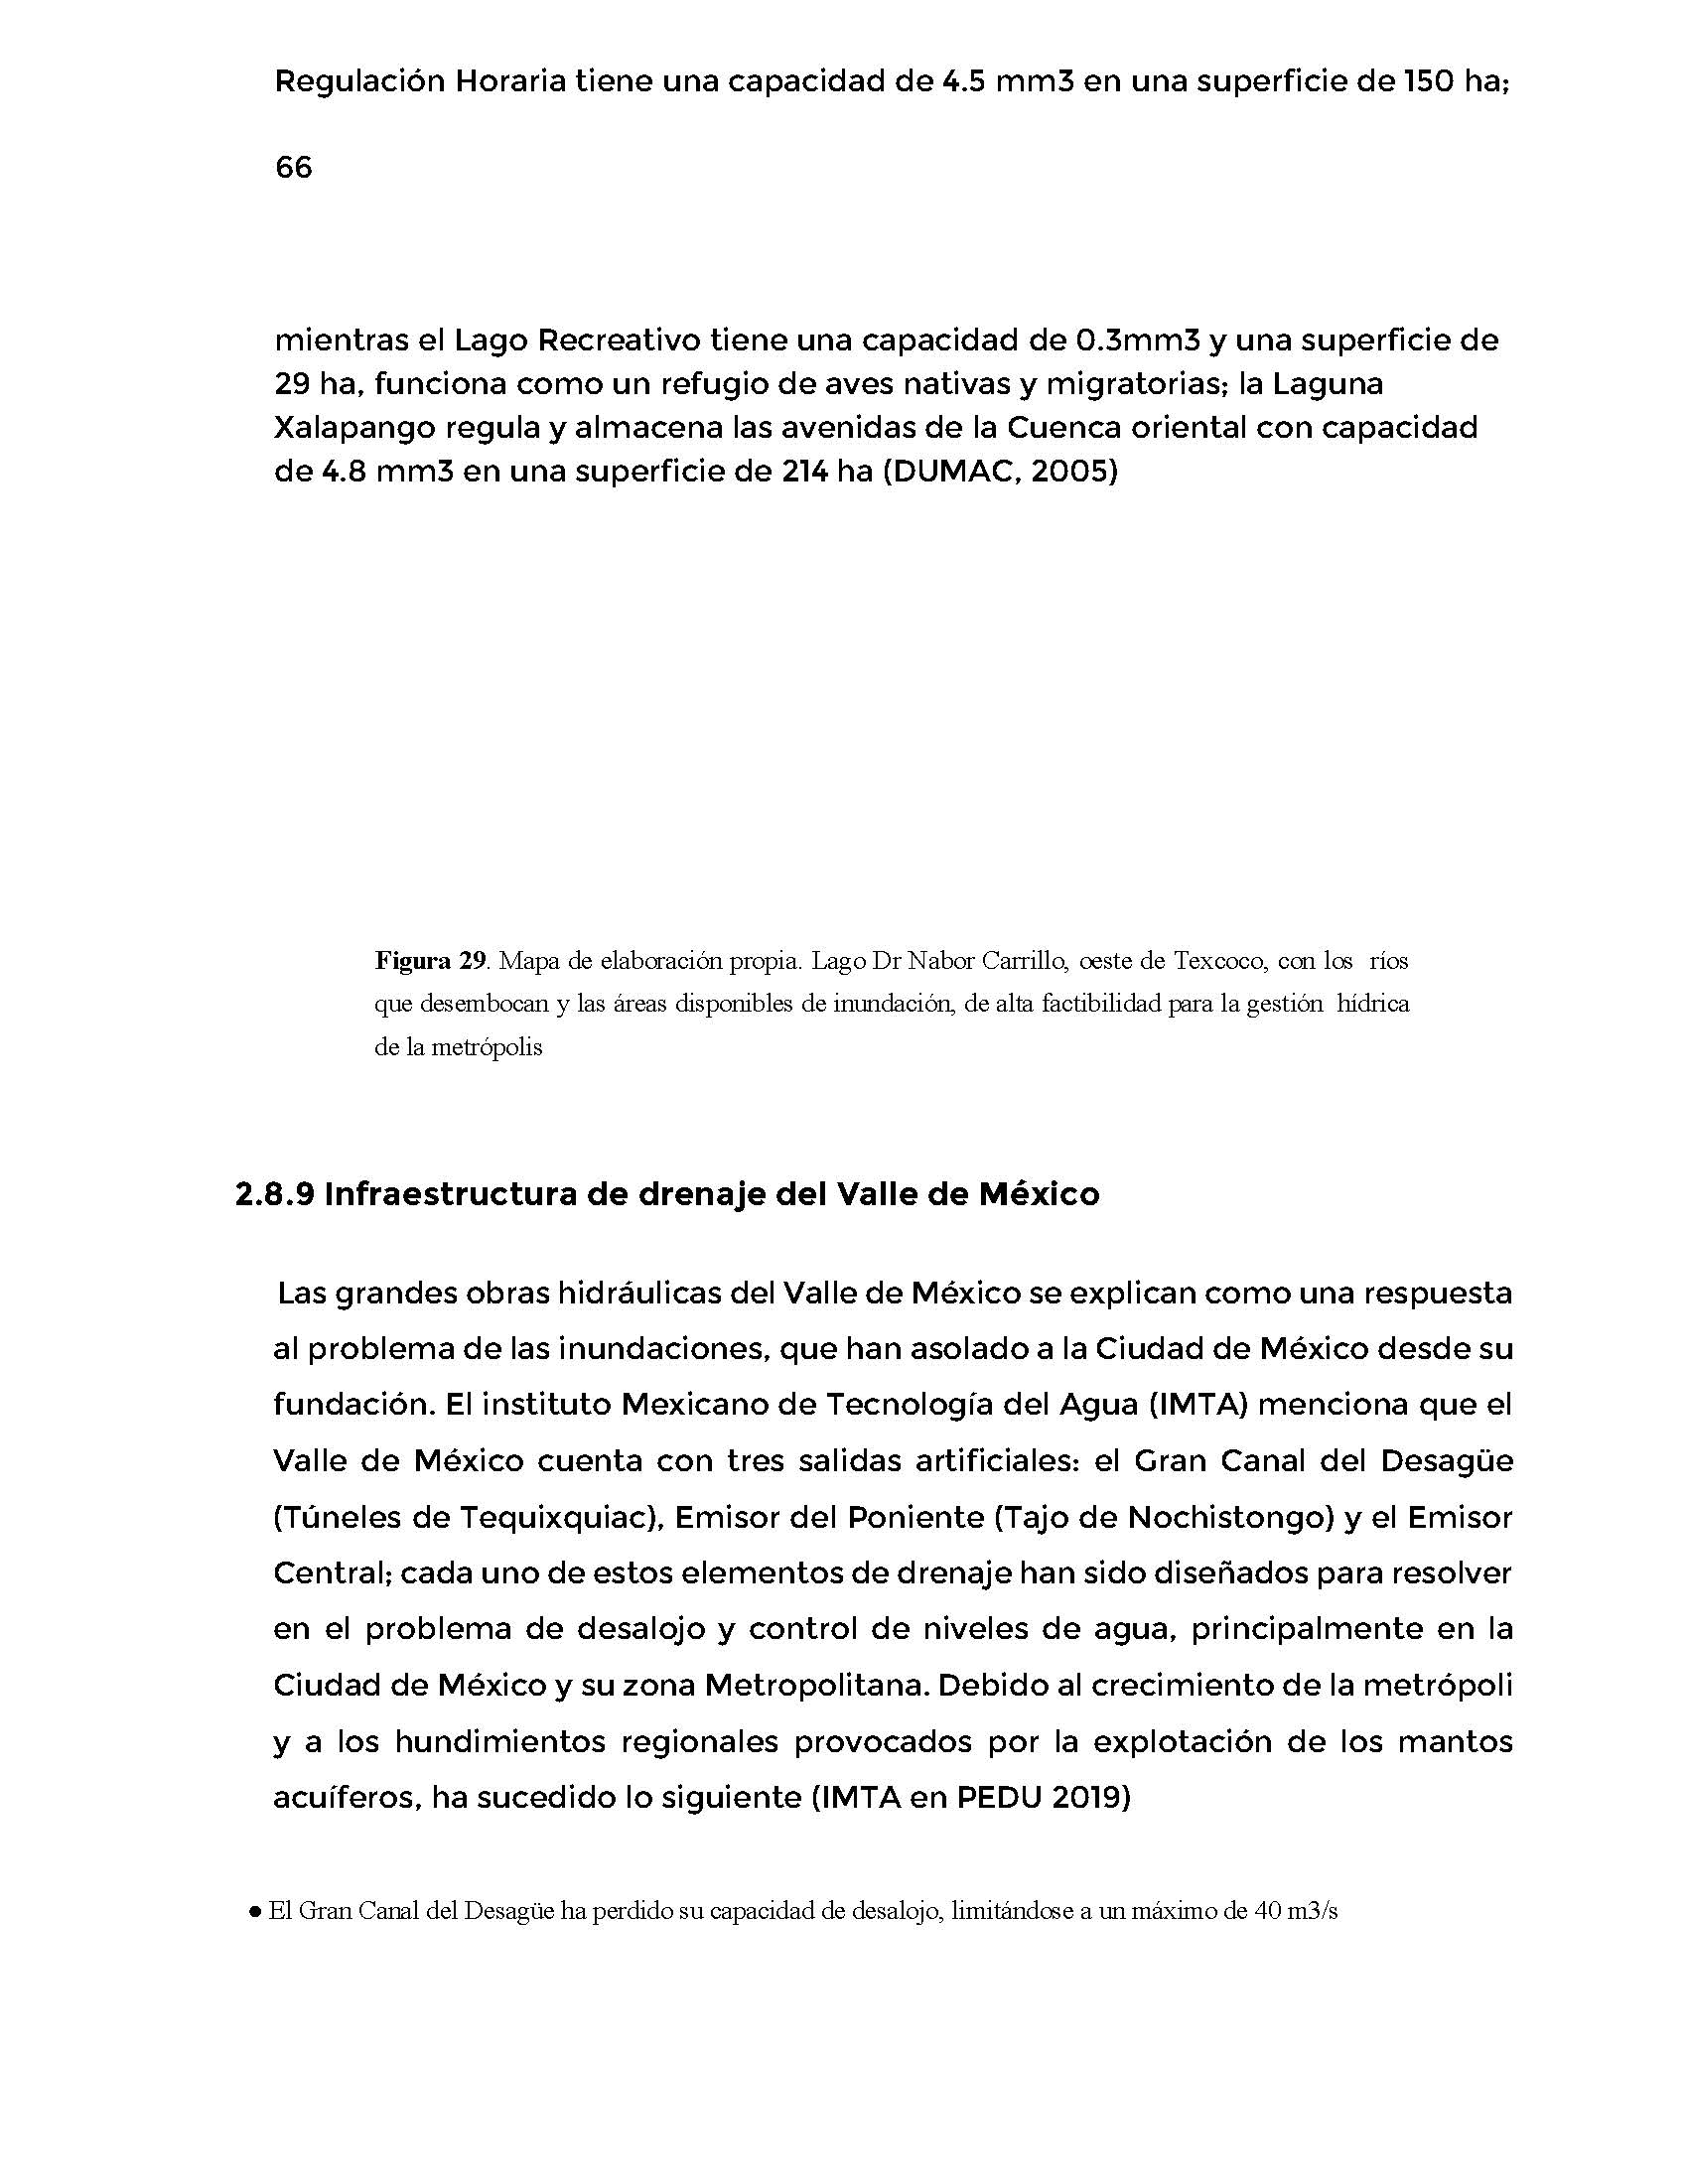 Regulación Horaria tiene una capacidad de 4.5 mm3 en una superficie de 150 ha;
66
mientras el Lago Recreativo tiene una capacidad de 0.3mm3 y una superficie de
29 ha, funciona como un refugio de aves nativas y migratorias; la Laguna
Xalapango regula y almacena las avenidas de la Cuenca oriental con capacidad
de 4.8 mm3 en una superficie de 214 ha (DUMAC, 2005)
Figura 29. Mapa de elaboración propia. Lago Dr Nabor Carrillo, oeste de Texcoco, con los ríos
que desembocan y las áreas disponibles de inundación, de alta factibilidad para la gestión hídrica
de la metrópolis
2.8.9 Infraestructura de drenaje del Valle de México
Las grandes obras hidráulicas del Valle de México se explican como una respuesta
al problema de las inundaciones, que han asolado a la Ciudad de México desde su
fundación. El instituto Mexicano de Tecnología del Agua (IMTA) menciona que el
Valle de México cuenta con tres salidas artificiales: el Gran Canal del Desagüe
(Túneles de Tequixquiac), Emisor del Poniente (Tajo de Nochistongo) y el Emisor
Central; cada uno de estos elementos de drenaje han sido diseñados para resolver
en el problema de desalojo y control de niveles de agua, principalmente en la
Ciudad de México y su zona Metropolitana. Debido al crecimiento de la metrópoli
y a los hundimientos regionales provocados por la explotación de los mantos
acuíferos, ha sucedido lo siguiente (IMTA en PEDU 2019)
● El Gran Canal del Desagüe ha perdido su capacidad de desalojo, limitándose a un máximo de 40 m3/s